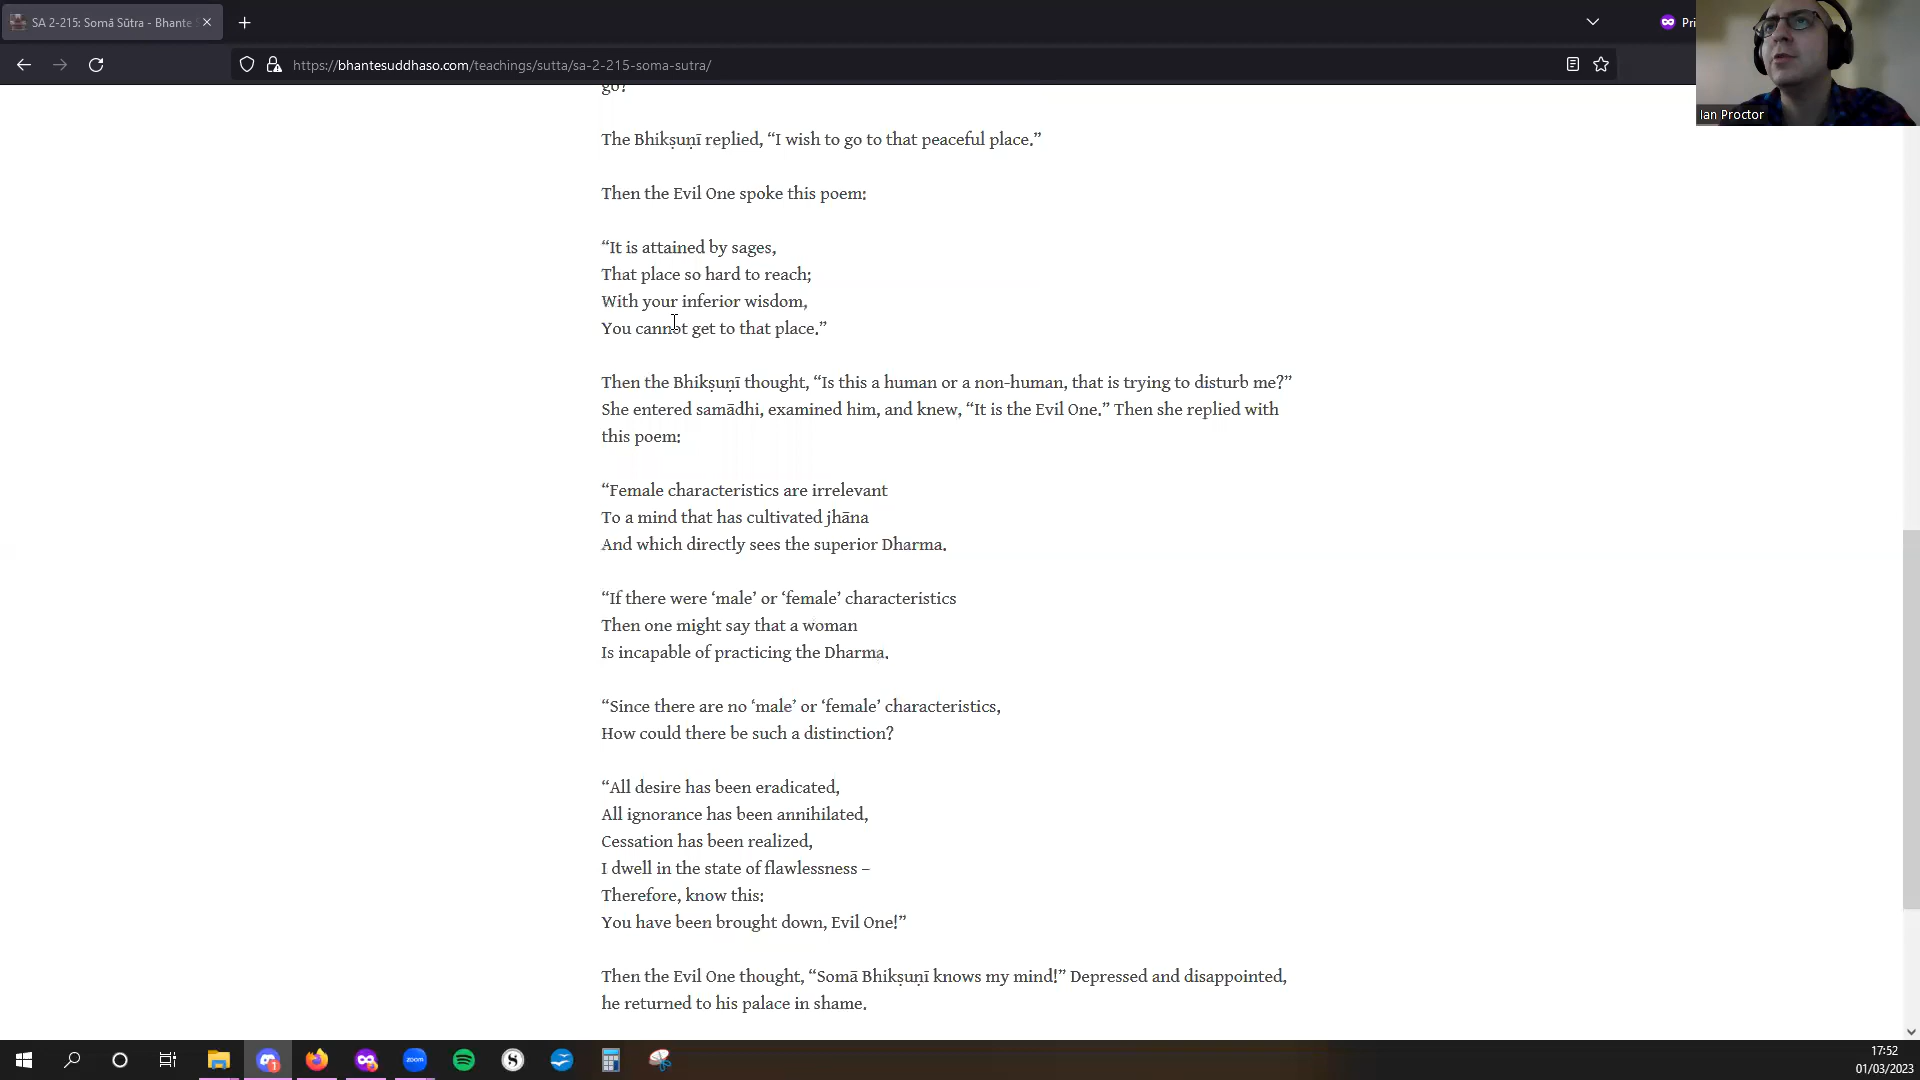 SA 2-215: Somā Sūtra - Bhante
Pri
https://bhantesuddhaso.com/teachings/sutta/sa-2-215-soma-sutra/
Ian Proctor
go?
The Bhikṣuṇī replied, “I wish to go to that peaceful place.”
Then the Evil One spoke this poem:
“It is attained by sages,
That place so hard to reach;
With your inferior wisdom,
You cannot get to that place.”
Then the Bhikṣuṇī thought, “Is this a human or a non-human, that is trying to disturb me?”
She entered samādhi, examined him, and knew, “It is the Evil One.” Then she replied with
this poem:
“Female characteristics are irrelevant
To a mind that has cultivated jhāna
And which directly sees the superior Dharma.
“If there were ‘male’ or ‘female’ characteristics
Then one might say that a woman
Is incapable of practicing the Dharma.
“Since there are no ‘male’ or ‘female’ characteristics,
How could there be such a distinction?
“All desire has been eradicated,
All ignorance has been annihilated,
Cessation has been realized,
I dwell in the state of flawlessness –
Therefore, know this:
You have been brought down, Evil One!”
Then the Evil One thought, “Somā Bhikṣuṇī knows my mind!” Depressed and disappointed,
he returned to his palace in shame.
1
zoom
S
17:52
01/03/2023